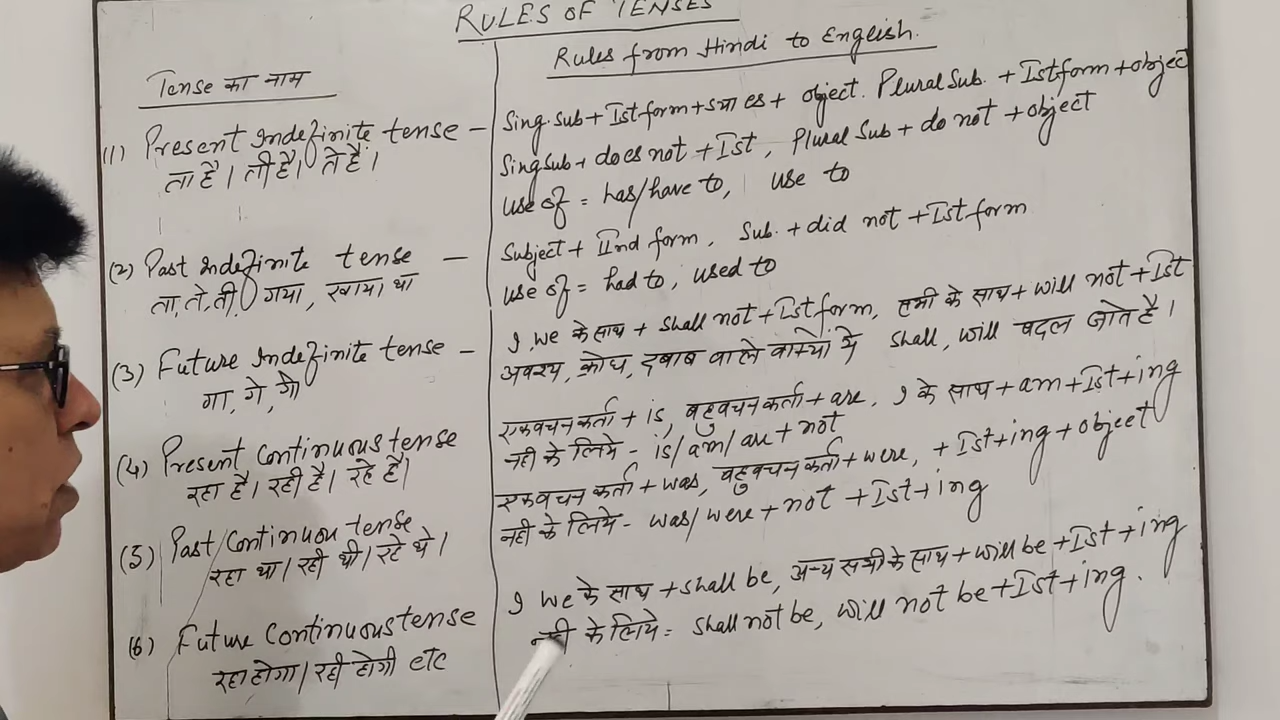 RULES OF TENSES
Tense का नाम
Rules from Hindi to English.
(1) Present Indefinite tense –
ता है। ती है। ते हैं।
Sing. sub + Ist form + s या es + object. Plural Sub. + Ist form + object
Sing sub + does not + Ist, Plural Sub + do not + object
use of = has/have to, use to
(2) Past Indefinite tense –
ता, ते, ती गया, खाया था
Subject + IInd form, Sub. + did not + Ist form
use of = had to, used to
(3) Future Indefinite tense –
गा, गे, गी
I, we के साथ + shall not + Ist form, सभी के साथ + will not + Ist
अवश्य, क्रोध, दबाब वाले वाक्यों में shall, will बदल जाते है।
(4) Present Continuous tense
रहा है। रही है। रहे है।
एकवचन कर्ता + is, बहुवचन कर्ता + are, I के साथ + am + Ist + ing
नही के लिये - is/am/are + not
(5) Past Continuou tense
रहा था। रही थी। रहे थे।
एकवचन कर्ता + was, बहुवचन कर्ता + were, + Ist + ing + object
नही के लिये - was/were + not + Ist + ing
(6) Future Continuous tense
रहा होगा / रही होगी etc
I we के साथ + shall be, अन्य सभी के साथ + will be + Ist + ing
नही के लिये = shall not be, will not be + Ist + ing.